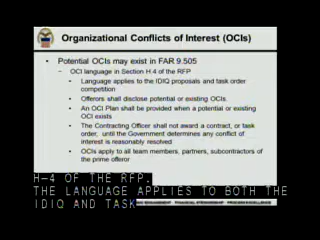 Organizational Conflicts of Interest (OCIs)
• Potential OCIs may exist in FAR 9.505
– OCI language in Section H.4 of the RFP
• Language applies to the IDIQ proposals and task order
competition
• Offerors shall disclose potential or existing OCIs.
• An OCI Plan shall be provided when a potential or existing
OCI exists
• The Contracting Officer shall not award a contract, or task
order, until the Government determines any conflict of
interest is reasonably resolved
• OCIs apply to all team members, partners, subcontractors of
the prime offeror
H-4 OF THE RFP.
THE LANGUAGE APPLIES TO BOTH THE
IDIQ AND TASK
MANAGEMENT FINANCIAL STEWARDSHIP PROCESS EXCELLENCE